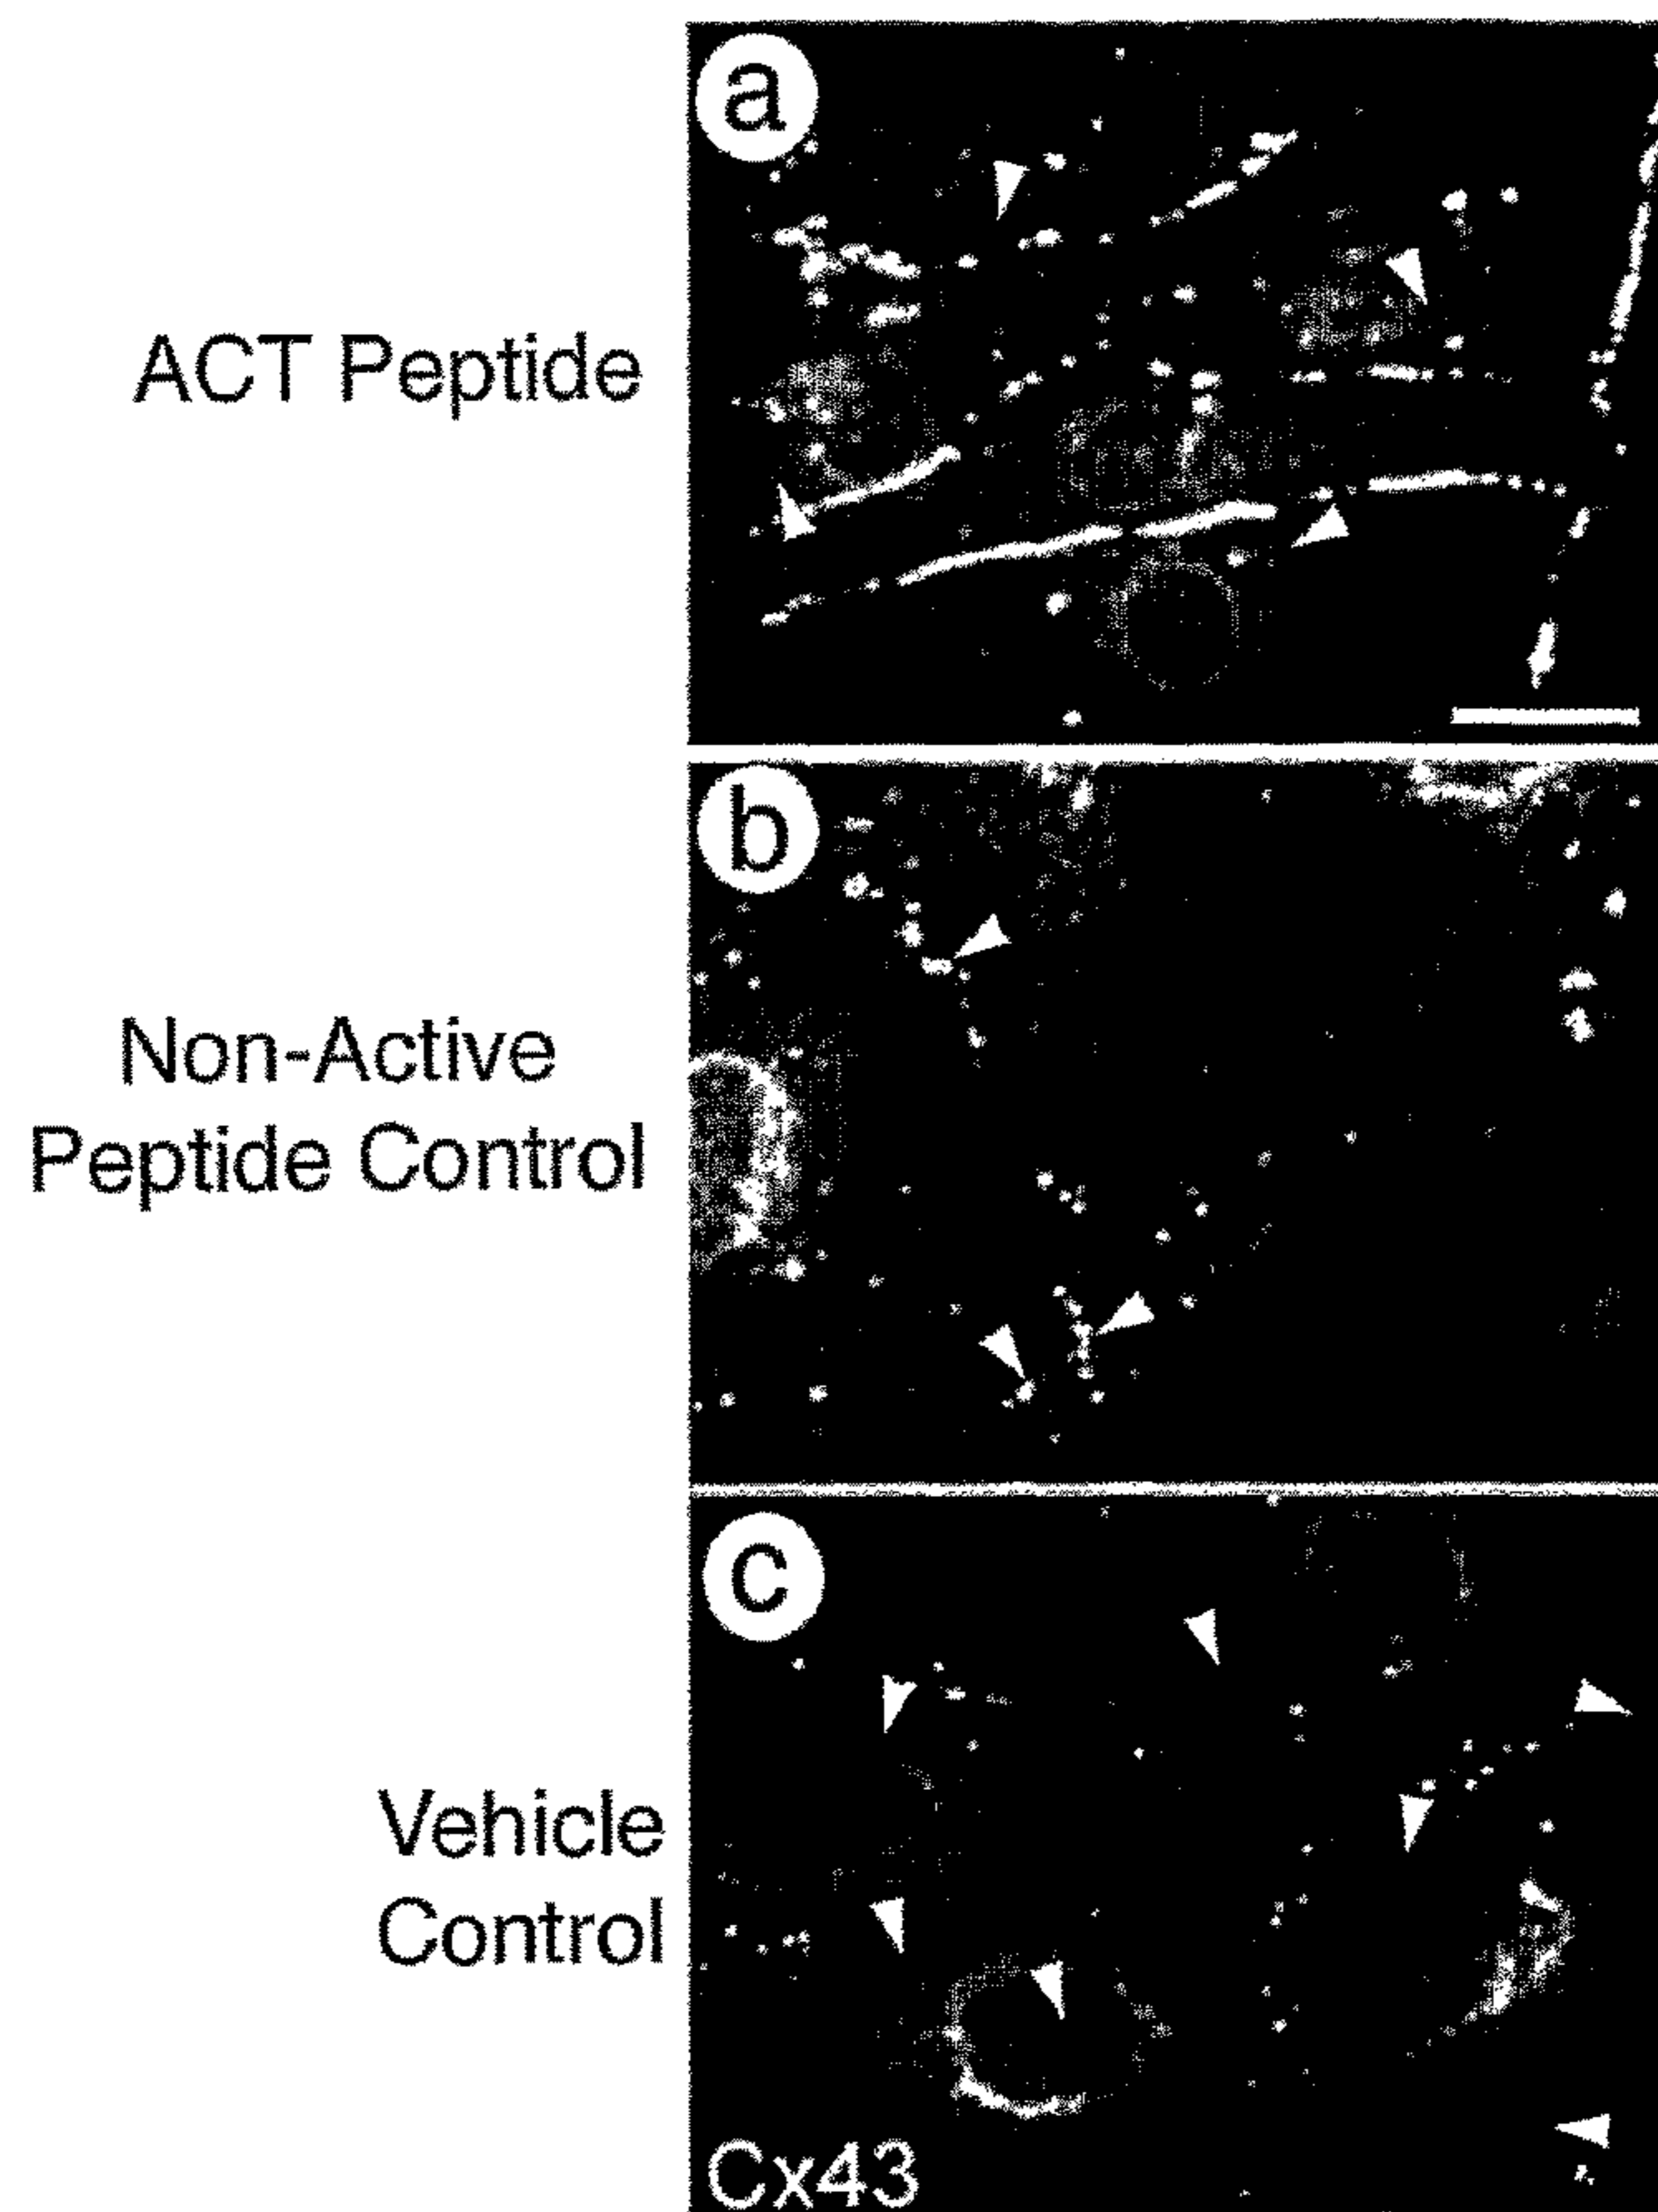 a
ACT Peptide
b
Non-Active
Peptide Control
c
Vehicle
Control
Cx43